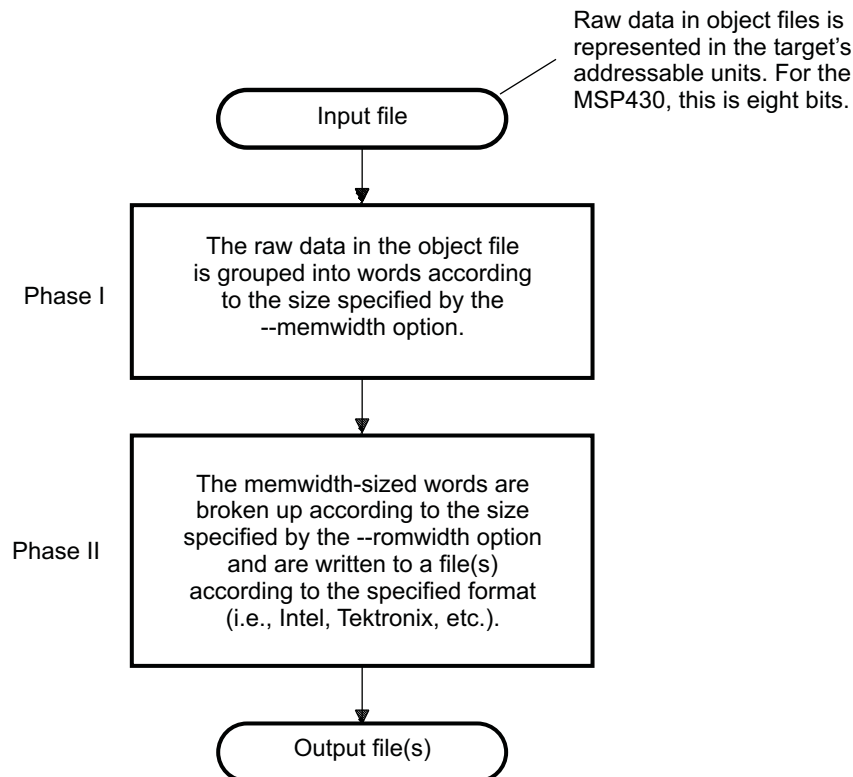 Raw data in object files is
represented in the target's
addressable units. For the
MSP430, this is eight bits.
Input file
Phase I
The raw data in the object file
is grouped into words according
to the size specified by the
--memwidth option.
Phase II
The memwidth-sized words are
broken up according to the size
specified by the --romwidth option
and are written to a file(s)
according to the specified format
(i.e., Intel, Tektronix, etc.).
Output file(s)